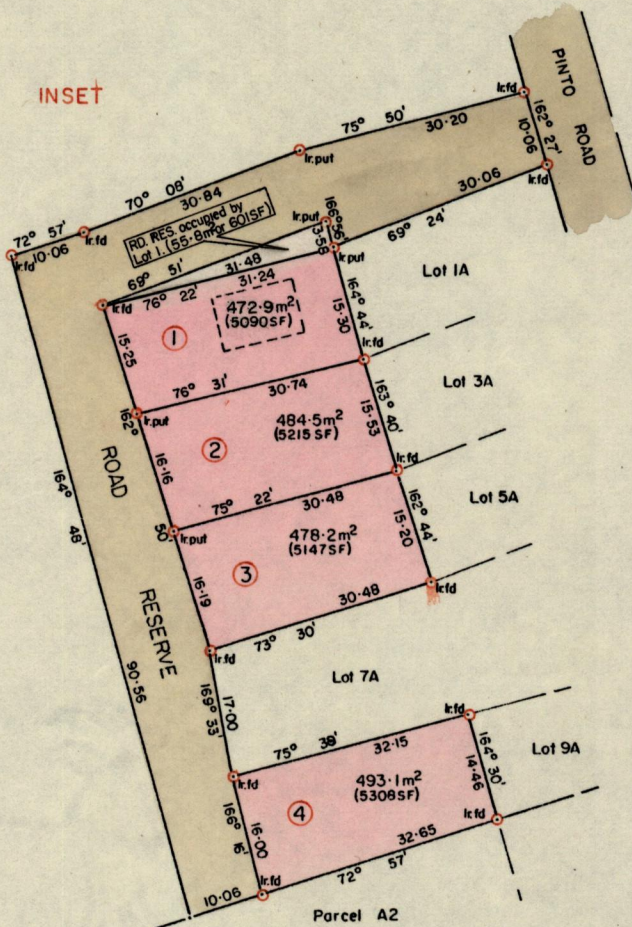 INSET
PINTO ROAD
Ir.fd
75° 50'
30·20
162° 27'
10·06
Ir.put
Ir.fd
70° 08'
30·84
30·06
69° 24'
72° 57'
10·06
Ir.fd
Ir.fd
RD. RES. occupied by
Lot 1. (55·8m² or 601SF)
Ir.put
166° 56'
3·58
Ir.put
69° 51'
31·48
31·24
76° 22'
Ir.fd
Lot 1A
472·9m²
(5090SF)
1
15·25
15·30
164° 44'
Ir.fd
76° 31'
30·74
Lot 3A
162°
Ir.put
484·5m²
(5215 SF)
2
163° 40'
15·53
ROAD
16·16
Ir.fd
75° 22'
30·48
Lot 5A
164° 48'
50'
Ir.put
478·2m²
(5147SF)
3
162° 44'
15·20
16·19
30·48
Ir.fd
73° 30'
RESERVE
Ir.fd
Lot 7A
90·56
169° 33'
17·00
Ir.fd
75° 38'
32·15
Lot 9A
Ir.fd
493·1m²
(5308SF)
4
164° 30'
14·46
166° 16'
16·00
Ir.fd
32·65
72° 57'
Ir.fd
10·06
Parcel A2